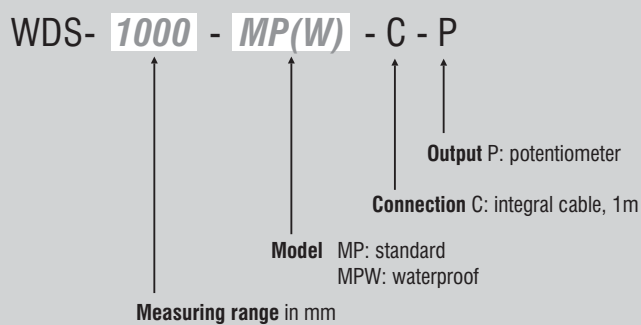 WDS- 1000 - MP(W) - C - P
Output P: potentiometer
Connection C: integral cable, 1m
Model MP: standard
MPW: waterproof
Measuring range in mm